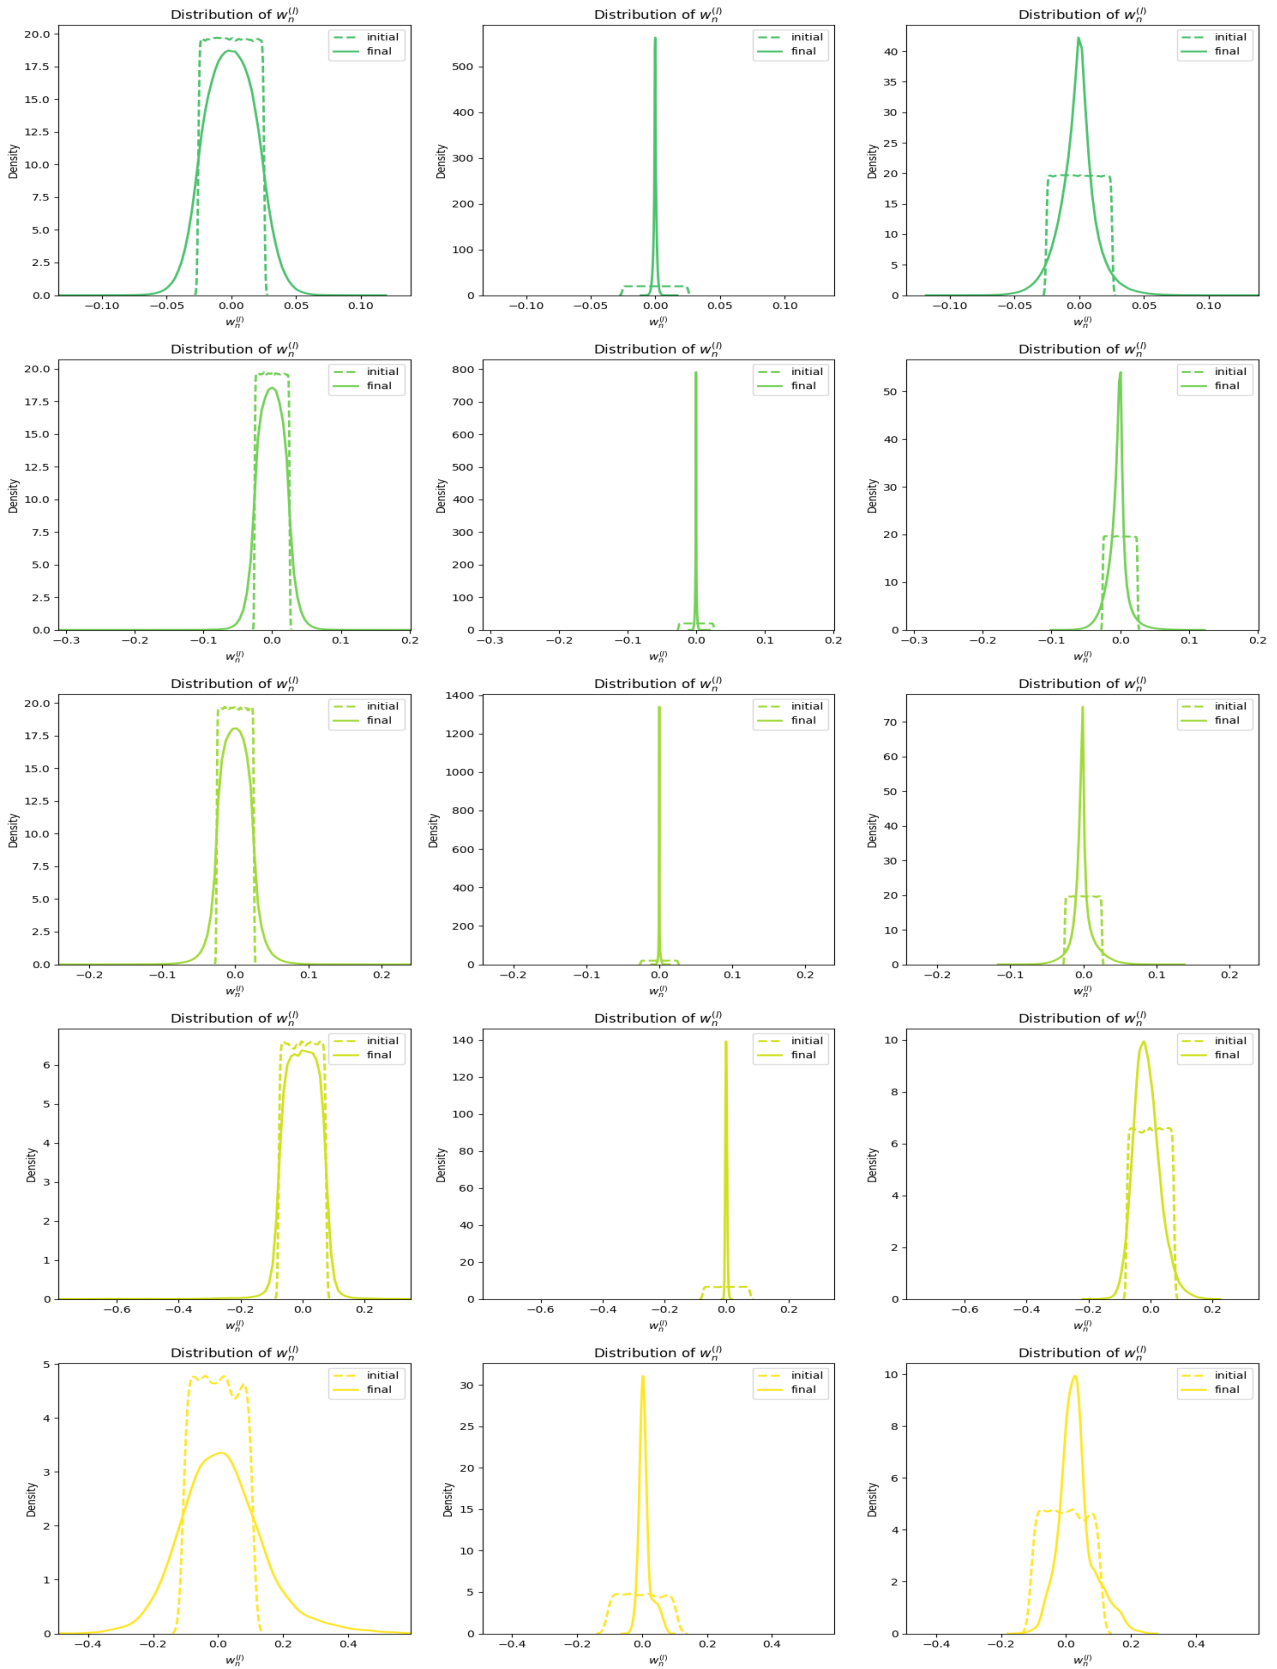 Distribution of w_n^(l)
initial
final
Density
20.0
17.5
15.0
12.5
10.0
7.5
5.0
2.5
0.0
−0.10 −0.05 0.00 0.05 0.10
w_n^(l)
Distribution of w_n^(l)
initial
final
Density
500
400
300
200
100
0
−0.10 −0.05 0.00 0.05 0.10
w_n^(l)
Distribution of w_n^(l)
initial
final
Density
40
35
30
25
20
15
10
5
0
−0.10 −0.05 0.00 0.05 0.10
w_n^(l)
Distribution of w_n^(l)
initial
final
Density
20.0
17.5
15.0
12.5
10.0
7.5
5.0
2.5
0.0
−0.3 −0.2 −0.1 0.0 0.1 0.2
w_n^(l)
Distribution of w_n^(l)
initial
final
Density
800
700
600
500
400
300
200
100
0
−0.3 −0.2 −0.1 0.0 0.1 0.2
w_n^(l)
Distribution of w_n^(l)
initial
final
Density
50
40
30
20
10
0
−0.3 −0.2 −0.1 0.0 0.1 0.2
w_n^(l)
Distribution of w_n^(l)
initial
final
Density
20.0
17.5
15.0
12.5
10.0
7.5
5.0
2.5
0.0
−0.2 −0.1 0.0 0.1 0.2
w_n^(l)
Distribution of w_n^(l)
initial
final
Density
1400
1200
1000
800
600
400
200
0
−0.2 −0.1 0.0 0.1 0.2
w_n^(l)
Distribution of w_n^(l)
initial
final
Density
70
60
50
40
30
20
10
0
−0.2 −0.1 0.0 0.1 0.2
w_n^(l)
Distribution of w_n^(l)
initial
final
Density
6
5
4
3
2
1
0
−0.6 −0.4 −0.2 0.0 0.2
w_n^(l)
Distribution of w_n^(l)
initial
final
Density
140
120
100
80
60
40
20
0
−0.6 −0.4 −0.2 0.0 0.2
w_n^(l)
Distribution of w_n^(l)
initial
final
Density
10
8
6
4
2
0
−0.6 −0.4 −0.2 0.0 0.2
w_n^(l)
Distribution of w_n^(l)
initial
final
Density
5
4
3
2
1
0
−0.4 −0.2 0.0 0.2 0.4
w_n^(l)
Distribution of w_n^(l)
initial
final
Density
30
25
20
15
10
5
0
−0.4 −0.2 0.0 0.2 0.4
w_n^(l)
Distribution of w_n^(l)
initial
final
Density
10
8
6
4
2
0
−0.4 −0.2 0.0 0.2 0.4
w_n^(l)